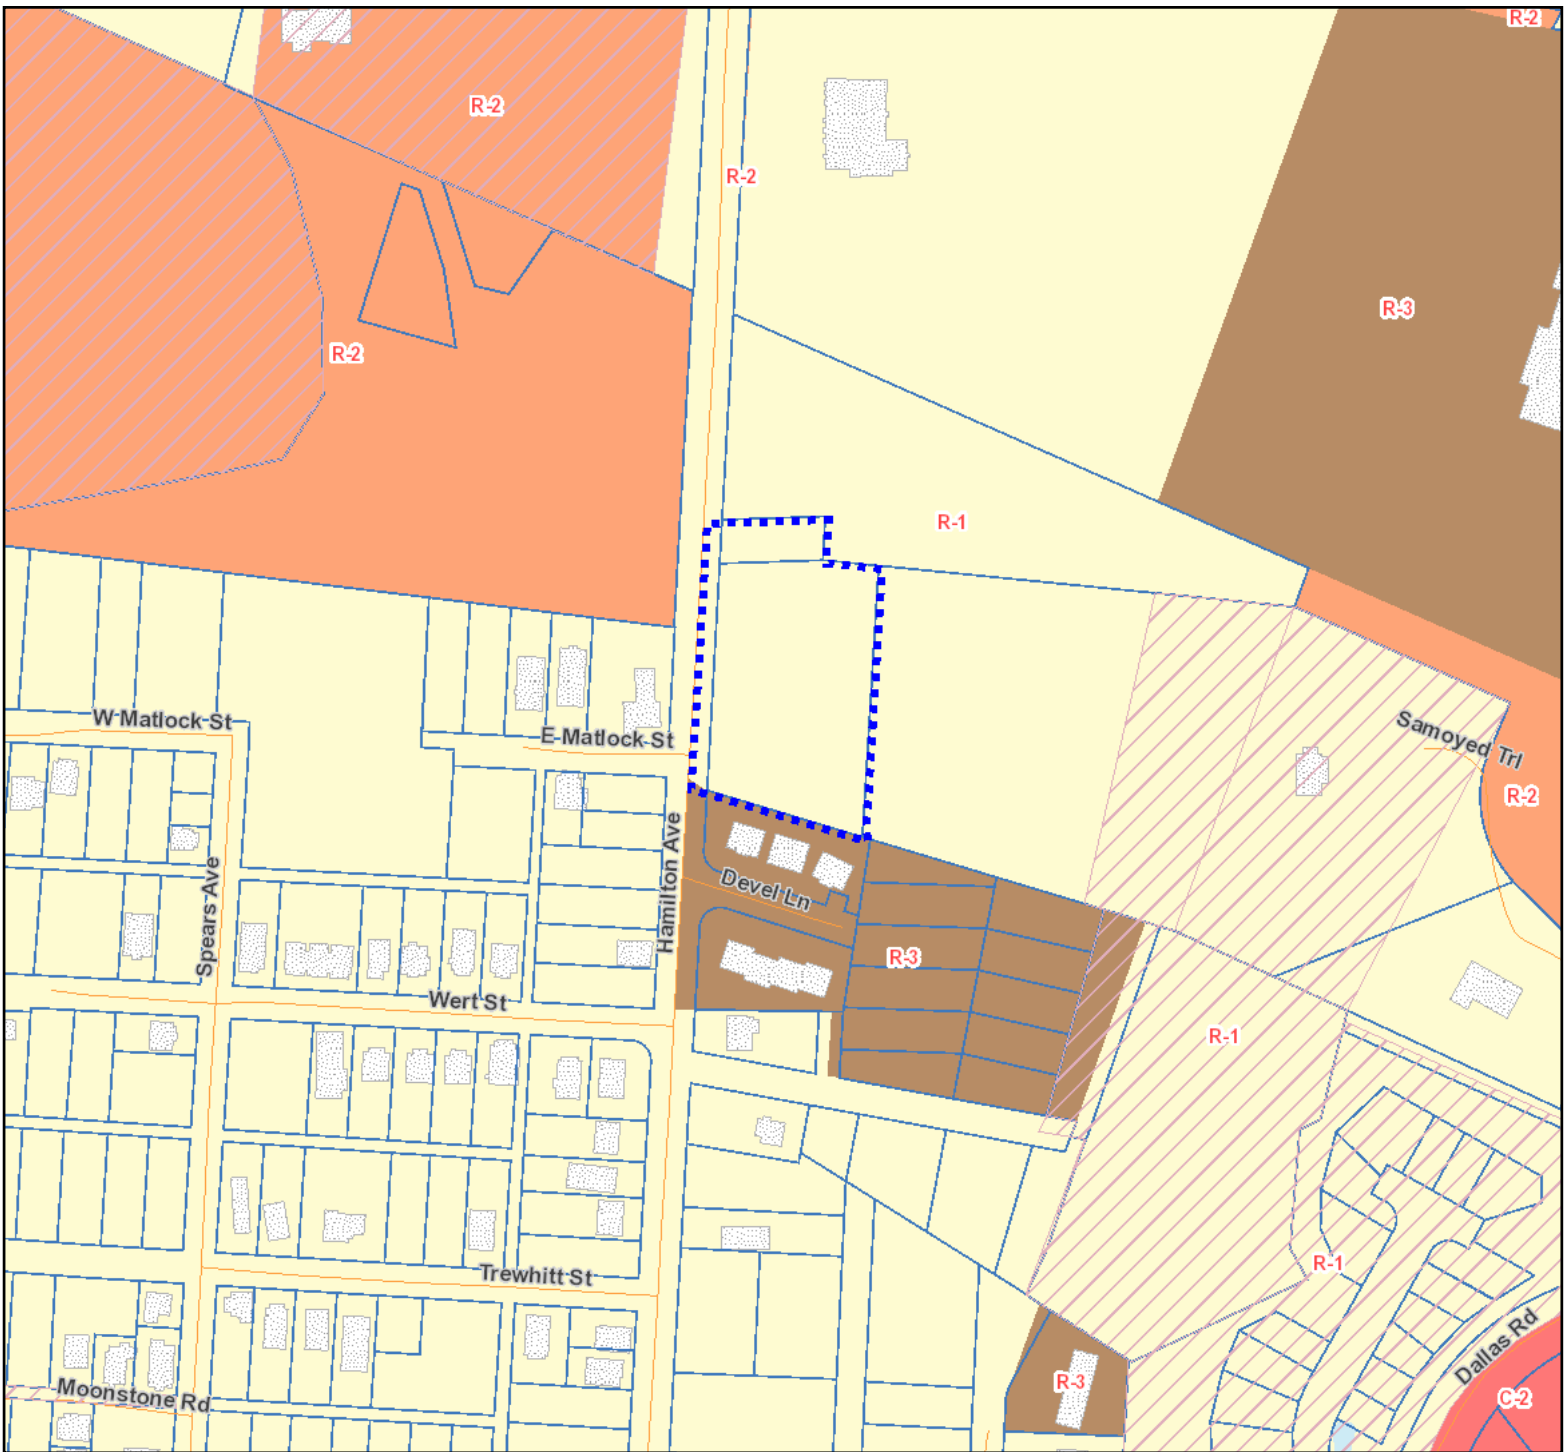 R-2
R-2
R-2
R-3
R-2
R-1
W Matlock St
E Matlock St
Samoyed Trl
R-2
Hamilton Ave
Devel Ln
Spears Ave
R-3
Wert St
R-1
R-1
Trewhitt St
Dallas Rd
Moonstone Rd
R-3
C-2